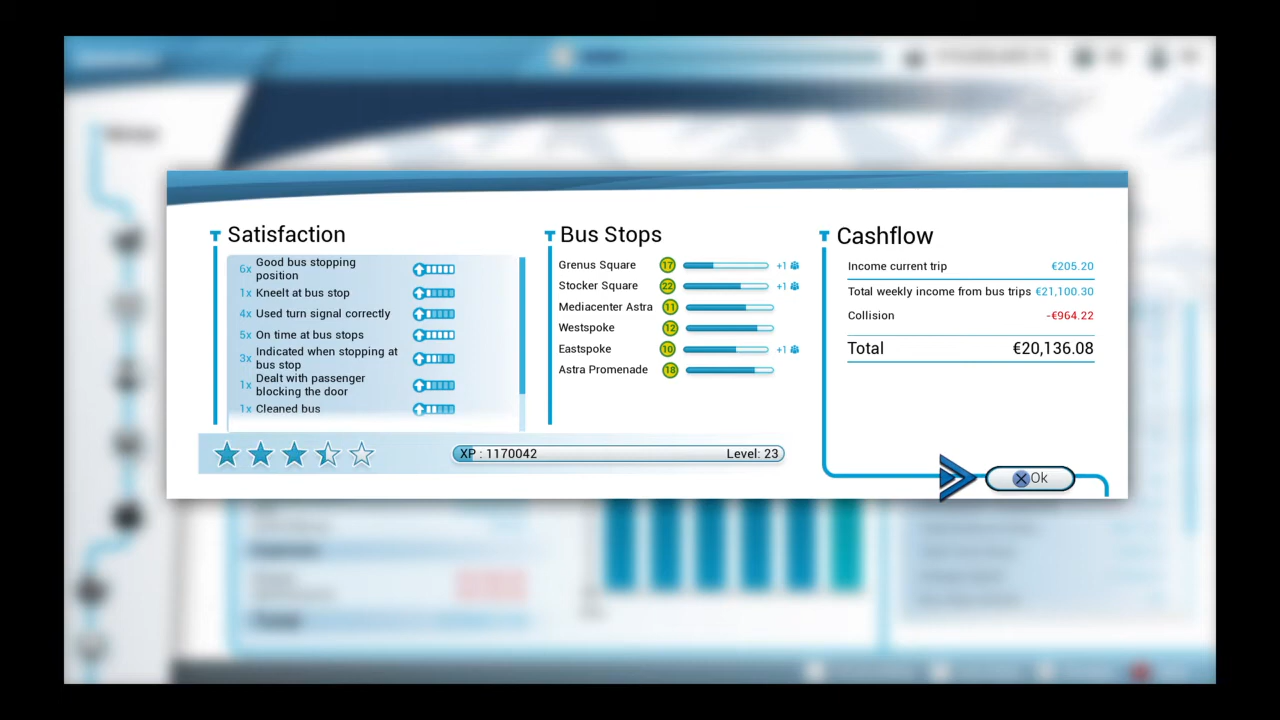 Satisfaction
6x Good bus stopping
position
1x Kneelt at bus stop
4x Used turn signal correctly
5x On time at bus stops
3x Indicated when stopping at
bus stop
1x Dealt with passenger
blocking the door
1x Cleaned bus
Bus Stops
Grenus Square 17 +1
Stocker Square 22 +1
Mediacenter Astra 11
Westspoke 12
Eastspoke 10 +1
Astra Promenade 18
Cashflow
Income current trip €205.20
Total weekly income from bus trips €21,100.30
Collision -€964.22
Total €20,136.08
XP : 1170042 Level: 23
Ok